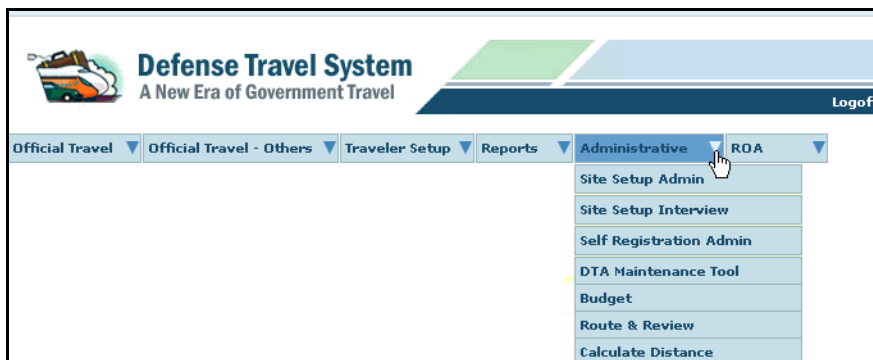 Defense Travel System
A New Era of Government Travel
Logof
Official Travel Official Travel - Others Traveler Setup Reports Administrative ROA
Site Setup Admin
Site Setup Interview
Self Registration Admin
DTA Maintenance Tool
Budget
Route & Review
Calculate Distance